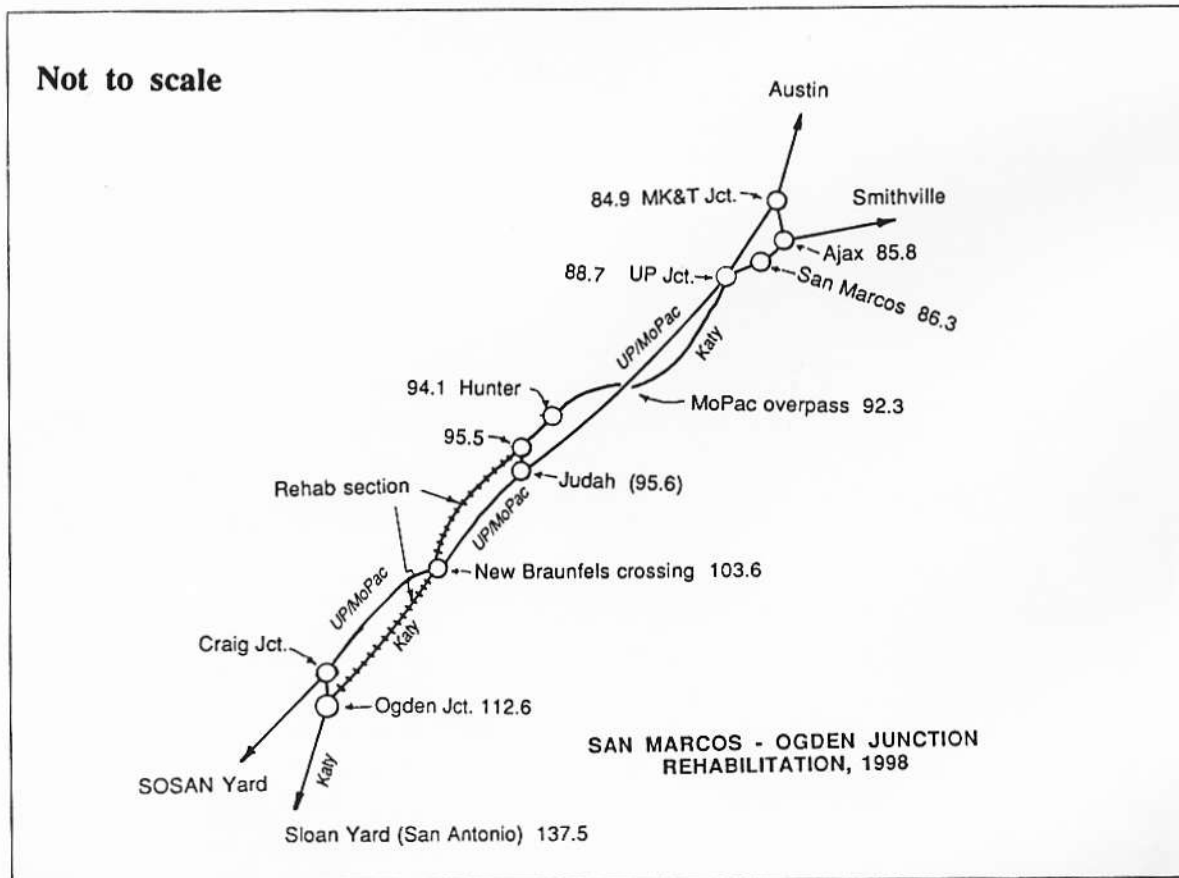 Not to scale
Austin
84.9 MK&T Jct.
Smithville
Ajax 85.8
88.7 UP Jct.
San Marcos 86.3
UP/MoPac
Katy
94.1 Hunter
MoPac overpass 92.3
95.5
Judah (95.6)
Rehab section
UP/MoPac
New Braunfels crossing 103.6
UP/MoPac
Katy
Craig Jct.
Ogden Jct. 112.6
SAN MARCOS - OGDEN JUNCTION
REHABILITATION, 1998
SOSAN Yard
Katy
Sloan Yard (San Antonio) 137.5